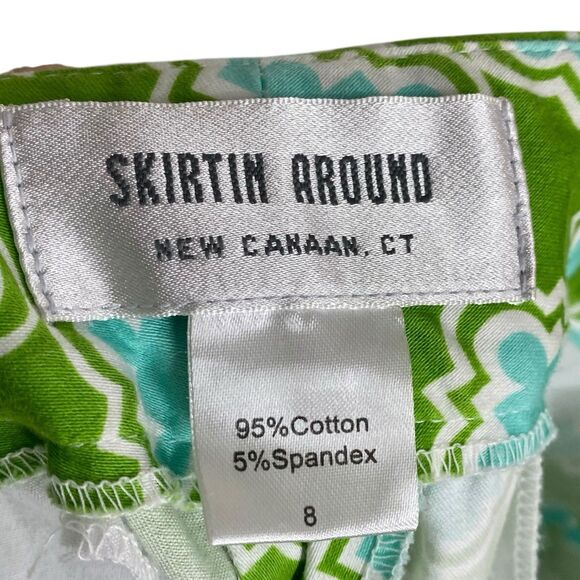 SKIRTIN AROUND
NEW CANAAN, CT
95%Cotton
5%Spandex
8